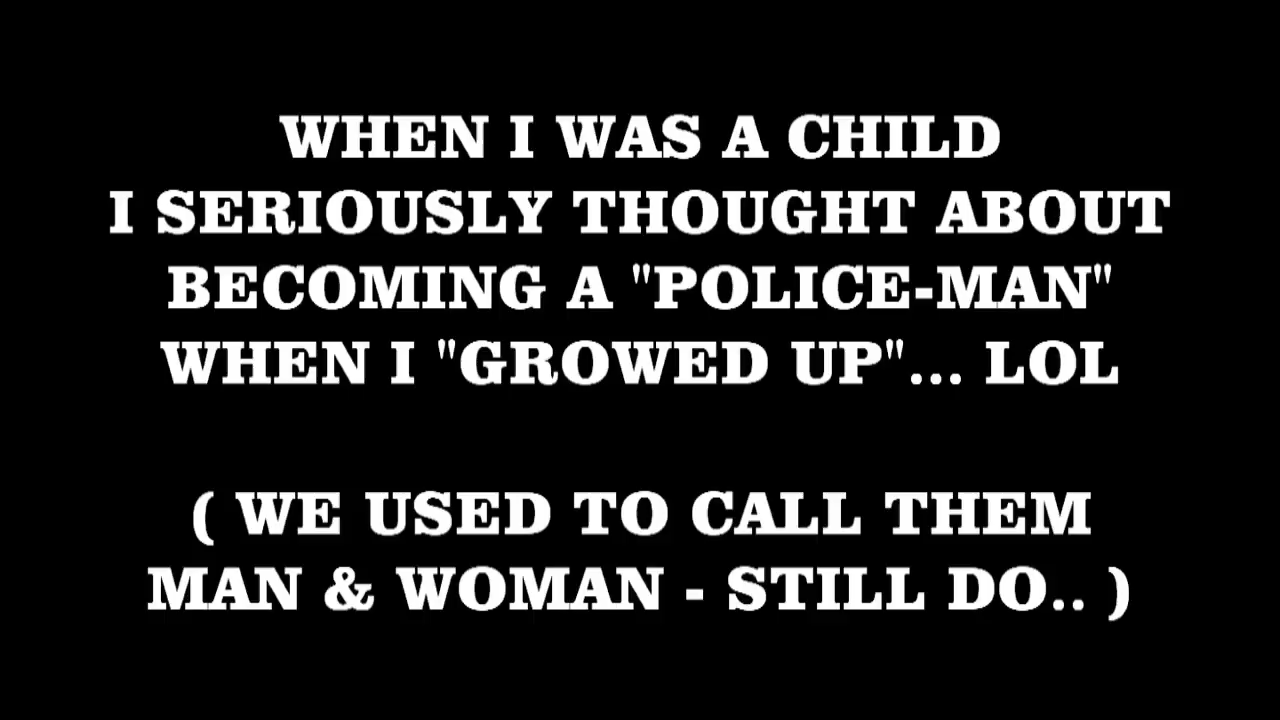 WHEN I WAS A CHILD
I SERIOUSLY THOUGHT ABOUT
BECOMING A "POLICE-MAN"
WHEN I "GROWED UP"... LOL
( WE USED TO CALL THEM
MAN & WOMAN - STILL DO.. )